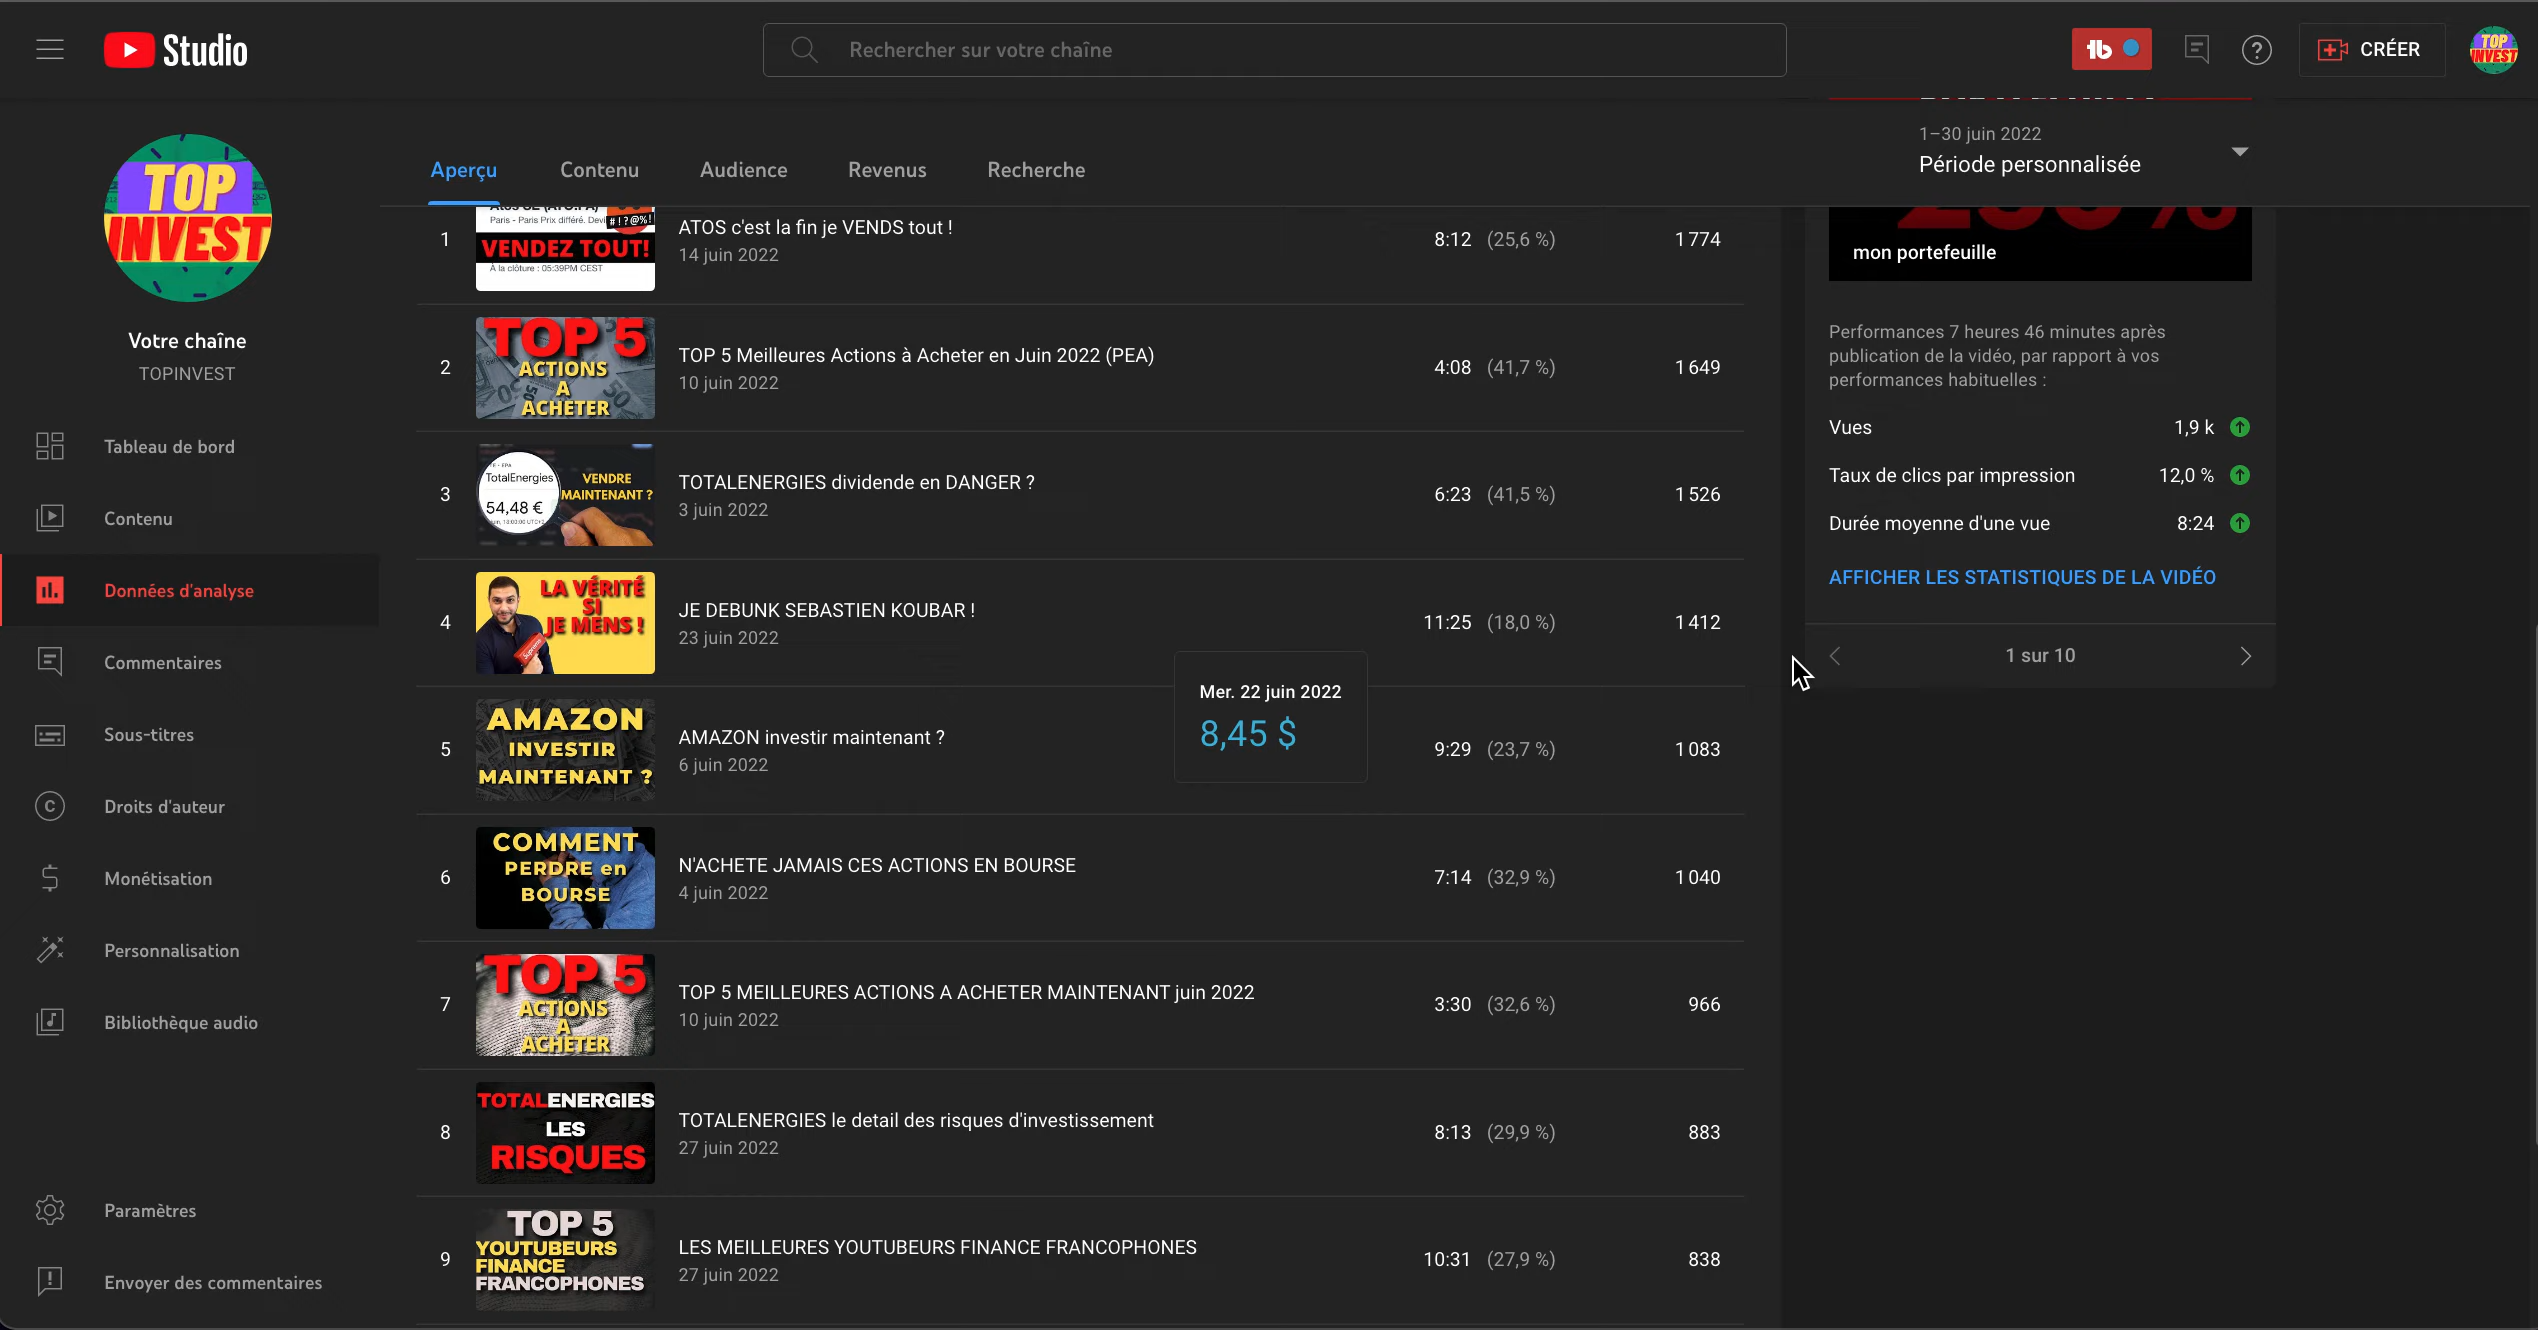 Studio
Rechercher sur votre chaîne
CRÉER
TOP
INVEST
TOP
INVEST
Votre chaîne
TOPINVEST
Tableau de bord
Contenu
Données d'analyse
Commentaires
Sous-titres
Droits d'auteur
Monétisation
Personnalisation
Bibliothèque audio
Paramètres
Envoyer des commentaires
Aperçu
Contenu
Audience
Revenus
Recherche
1–30 juin 2022
Période personnalisée
1
Paris - Paris Prix différé. Devi
#!?@%!
VENDEZ TOUT!
À la clôture : 05:39PM CEST
ATOS c'est la fin je VENDS tout !
14 juin 2022
8:12 (25,6 %)
1 774
2
TOP 5
ACTIONS
A
ACHETER
TOP 5 Meilleures Actions à Acheter en Juin 2022 (PEA)
10 juin 2022
4:08 (41,7 %)
1 649
3
TotalEnergies
54,48 €
VENDRE
MAINTENANT ?
TOTALENERGIES dividende en DANGER ?
3 juin 2022
6:23 (41,5 %)
1 526
4
LA VÉRITÉ
SI
JE MENS !
Supreme
JE DEBUNK SEBASTIEN KOUBAR !
23 juin 2022
11:25 (18,0 %)
1 412
Mer. 22 juin 2022
8,45 $
5
AMAZON
INVESTIR
MAINTENANT ?
AMAZON investir maintenant ?
6 juin 2022
9:29 (23,7 %)
1 083
6
COMMENT
PERDRE en
BOURSE
N'ACHETE JAMAIS CES ACTIONS EN BOURSE
4 juin 2022
7:14 (32,9 %)
1 040
7
TOP 5
ACTIONS
A
ACHETER
TOP 5 MEILLEURES ACTIONS A ACHETER MAINTENANT juin 2022
10 juin 2022
3:30 (32,6 %)
966
8
TOTALENERGIES
LES
RISQUES
TOTALENERGIES le detail des risques d'investissement
27 juin 2022
8:13 (29,9 %)
883
9
TOP 5
YOUTUBEURS
FINANCE
FRANCOPHONES
LES MEILLEURES YOUTUBEURS FINANCE FRANCOPHONES
27 juin 2022
10:31 (27,9 %)
838
mon portefeuille
Performances 7 heures 46 minutes après
publication de la vidéo, par rapport à vos
performances habituelles :
Vues 1,9 k
Taux de clics par impression 12,0 %
Durée moyenne d'une vue 8:24
AFFICHER LES STATISTIQUES DE LA VIDÉO
1 sur 10